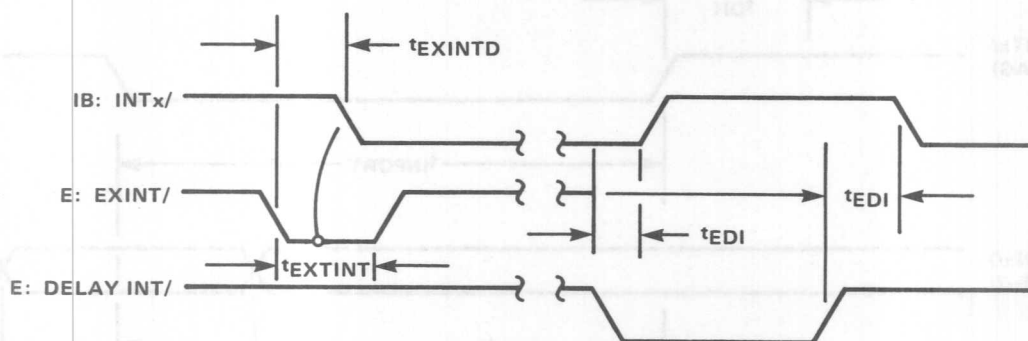 tEXINTD
IB: INTx/
E: EXINT/
tEDI
tEDI
tEXTINT
E: DELAY INT/